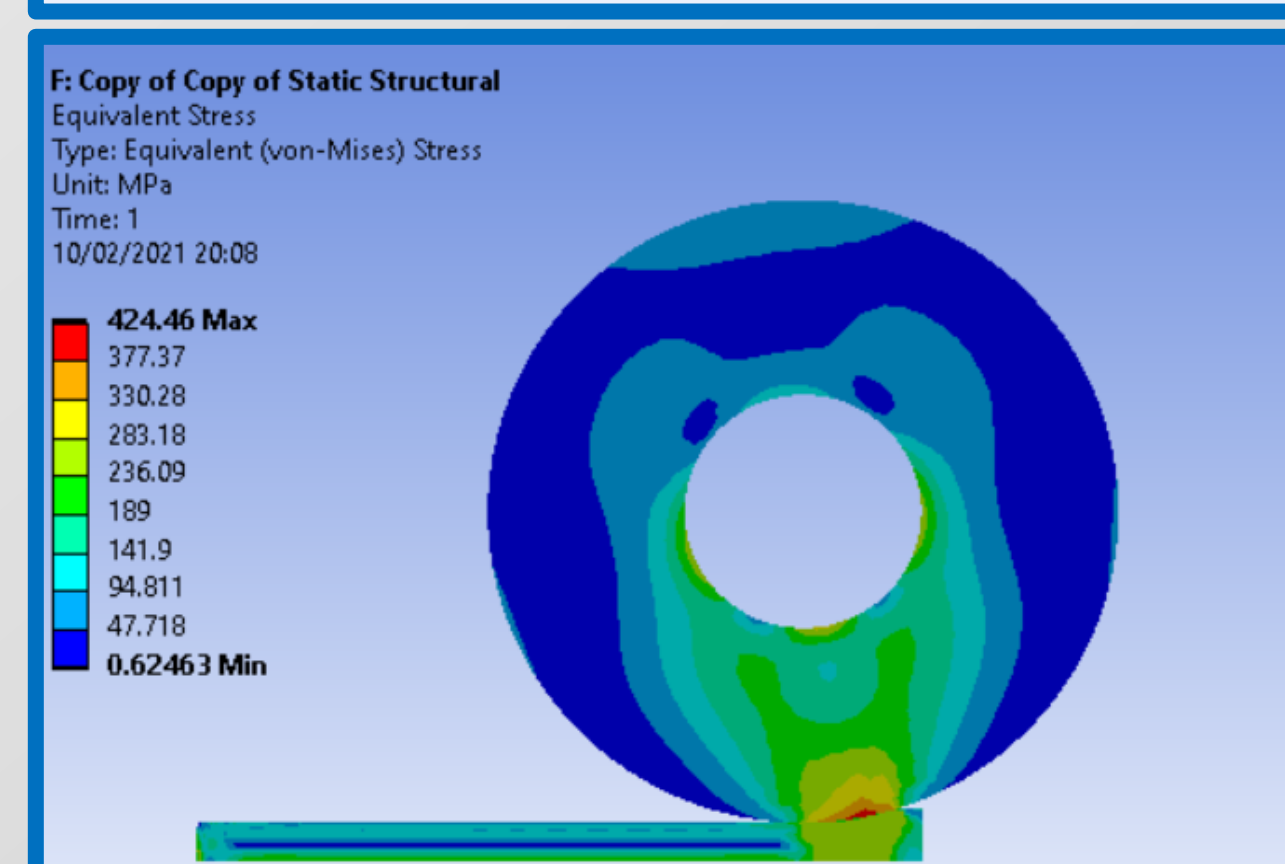 F: Copy of Copy of Static Structural
Equivalent Stress
Type: Equivalent (von-Mises) Stress
Unit: MPa
Time: 1
10/02/2021 20:08
424.46 Max
377.37
330.28
283.18
236.09
189
141.9
94.811
47.718
0.62463 Min